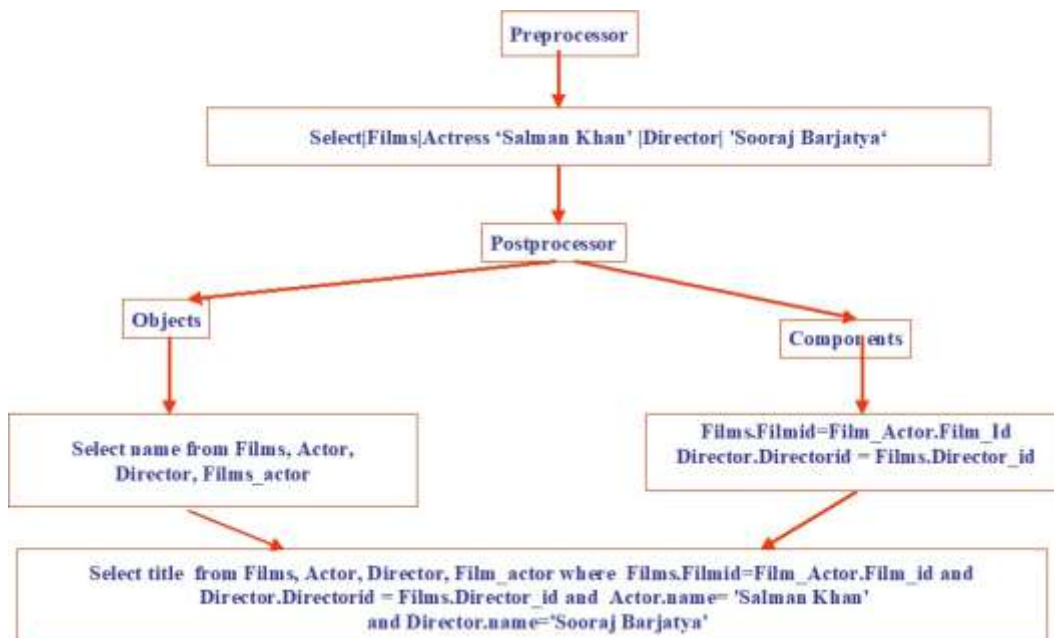 Preprocessor
Select|Films|Actress ‘Salman Khan’ |Director| 'Sooraj Barjatya‘
Postprocessor
Objects
Components
Select name from Films, Actor,
Director, Films_actor
Films.Filmid=Film_Actor.Film_Id
Director.Directorid = Films.Director_id
Select title from Films, Actor, Director, Film_actor where Films.Filmid=Film_Actor.Film_id and
Director.Directorid = Films.Director_id and Actor.name= 'Salman Khan'
and Director.name='Sooraj Barjatya'